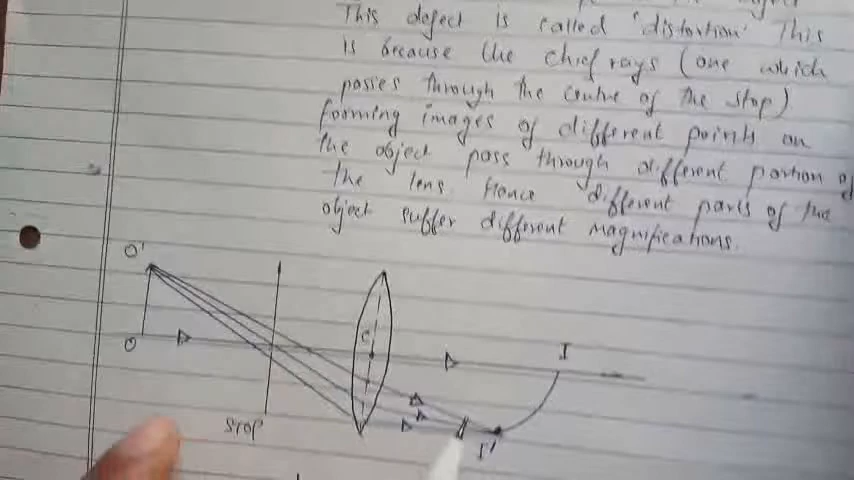 This defect is called 'distortion' This
is because the chief rays (one which
passes through the centre of the stop)
forming images of different points on
the object pass through different portion of
the lens. Hence different parts of the
object suffer different magnifications.
O'
C
I
O
STOP
I'